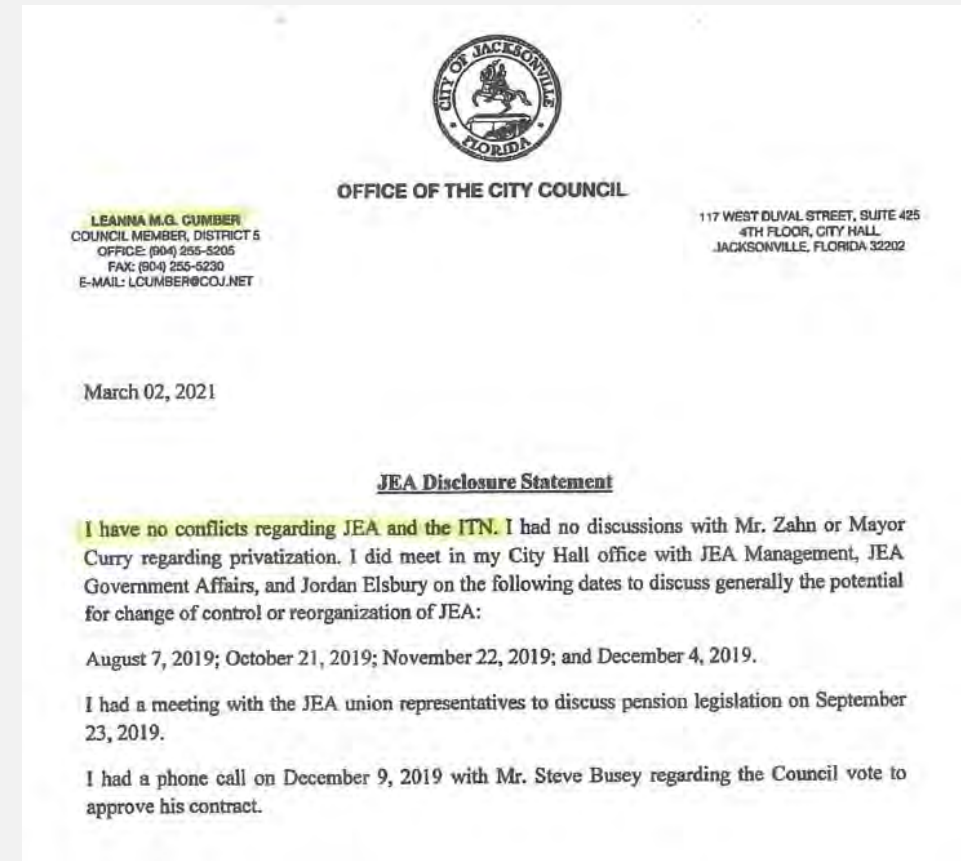 CITY OF JACKSONVILLE
FLORIDA
OFFICE OF THE CITY COUNCIL
LEANNA M.G. CUMBER
COUNCIL MEMBER, DISTRICT 5
OFFICE: (904) 255-5205
FAX: (904) 255-5230
E-MAIL: LCUMBER@COJ.NET
117 WEST DUVAL STREET, SUITE 425
4TH FLOOR, CITY HALL
JACKSONVILLE, FLORIDA 32202
March 02, 2021
JEA Disclosure Statement
I have no conflicts regarding JEA and the ITN. I had no discussions with Mr. Zahn or Mayor
Curry regarding privatization. I did meet in my City Hall office with JEA Management, JEA
Government Affairs, and Jordan Elsbury on the following dates to discuss generally the potential
for change of control or reorganization of JEA:
August 7, 2019; October 21, 2019; November 22, 2019; and December 4, 2019.
I had a meeting with the JEA union representatives to discuss pension legislation on September
23, 2019.
I had a phone call on December 9, 2019 with Mr. Steve Busey regarding the Council vote to
approve his contract.